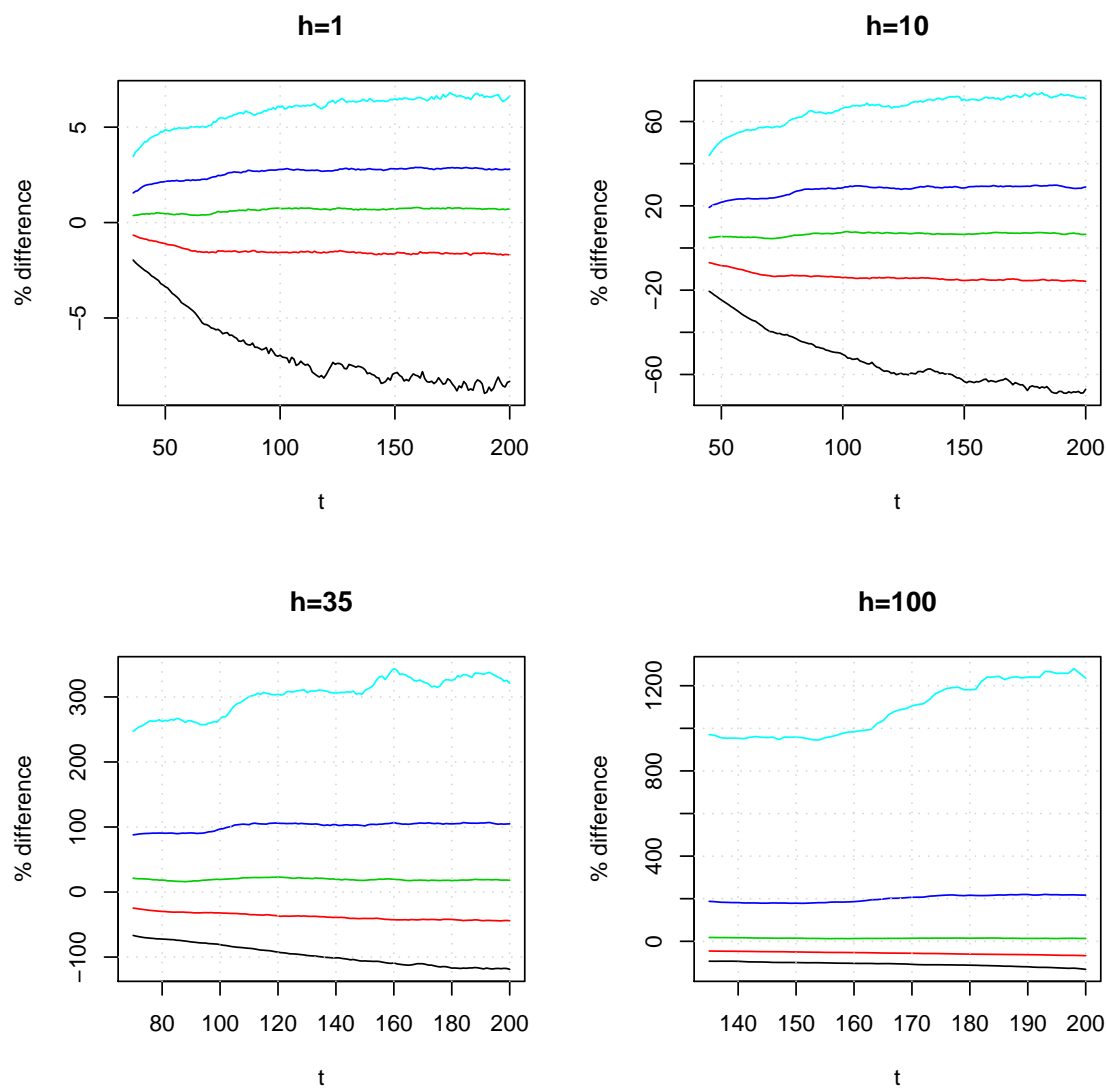 h=1
% difference
5
0
−5
50 100 150 200
t
h=10
% difference
60
20
−20
−60
50 100 150 200
t
h=35
% difference
300
200
100
0
−100
80 100 120 140 160 180 200
t
h=100
% difference
1200
800
400
0
140 150 160 170 180 190 200
t